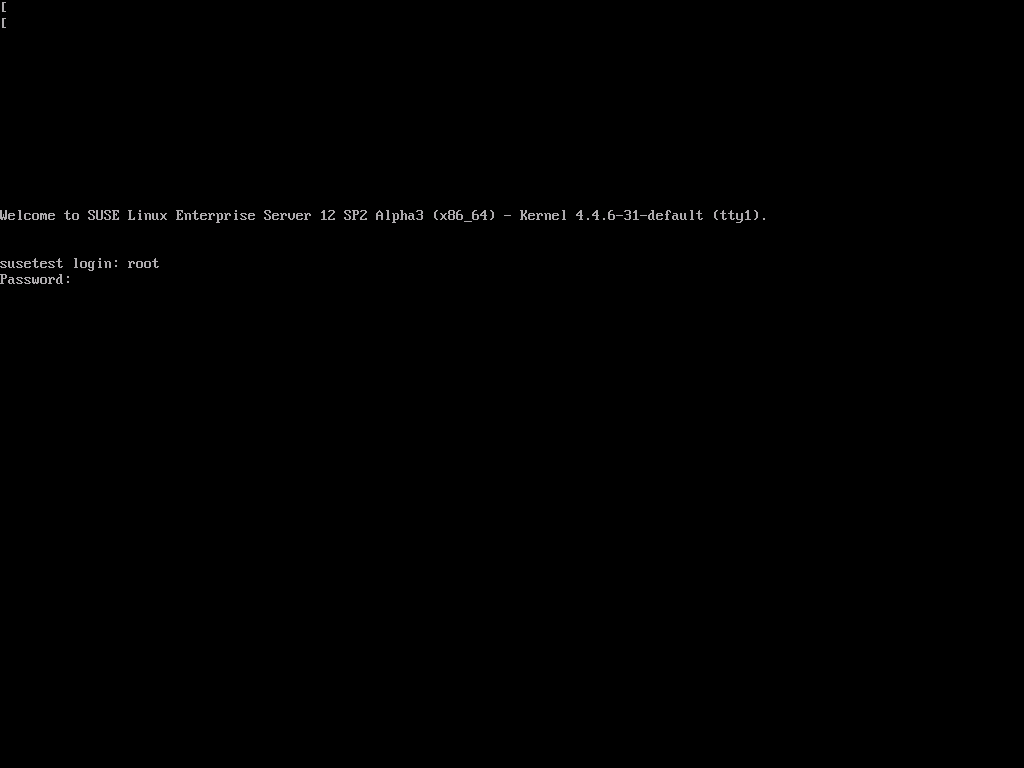 [
[
Welcome to SUSE Linux Enterprise Server 12 SP2 Alpha3 (x86_64) - Kernel 4.4.6-31-default (tty1).
susetest login: root
Password: